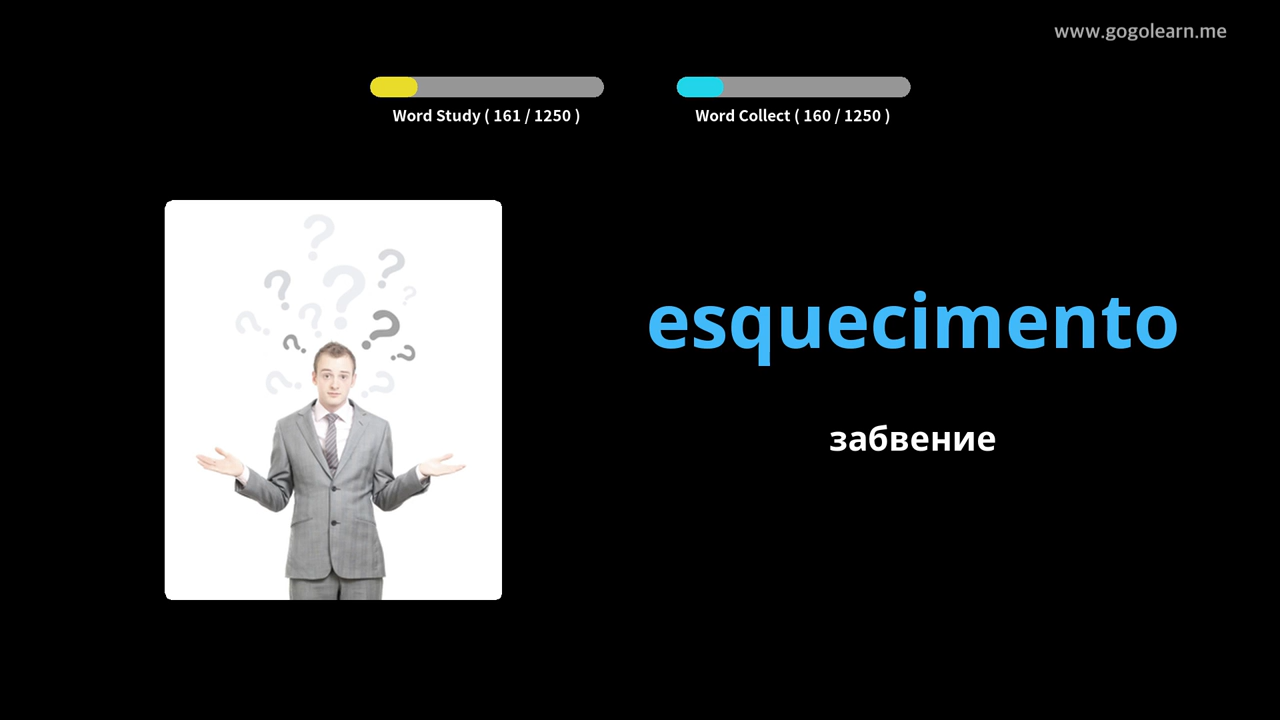 www.gogolearn.me
Word Study ( 161 / 1250 )
Word Collect ( 160 / 1250 )
esquecimento
забвение